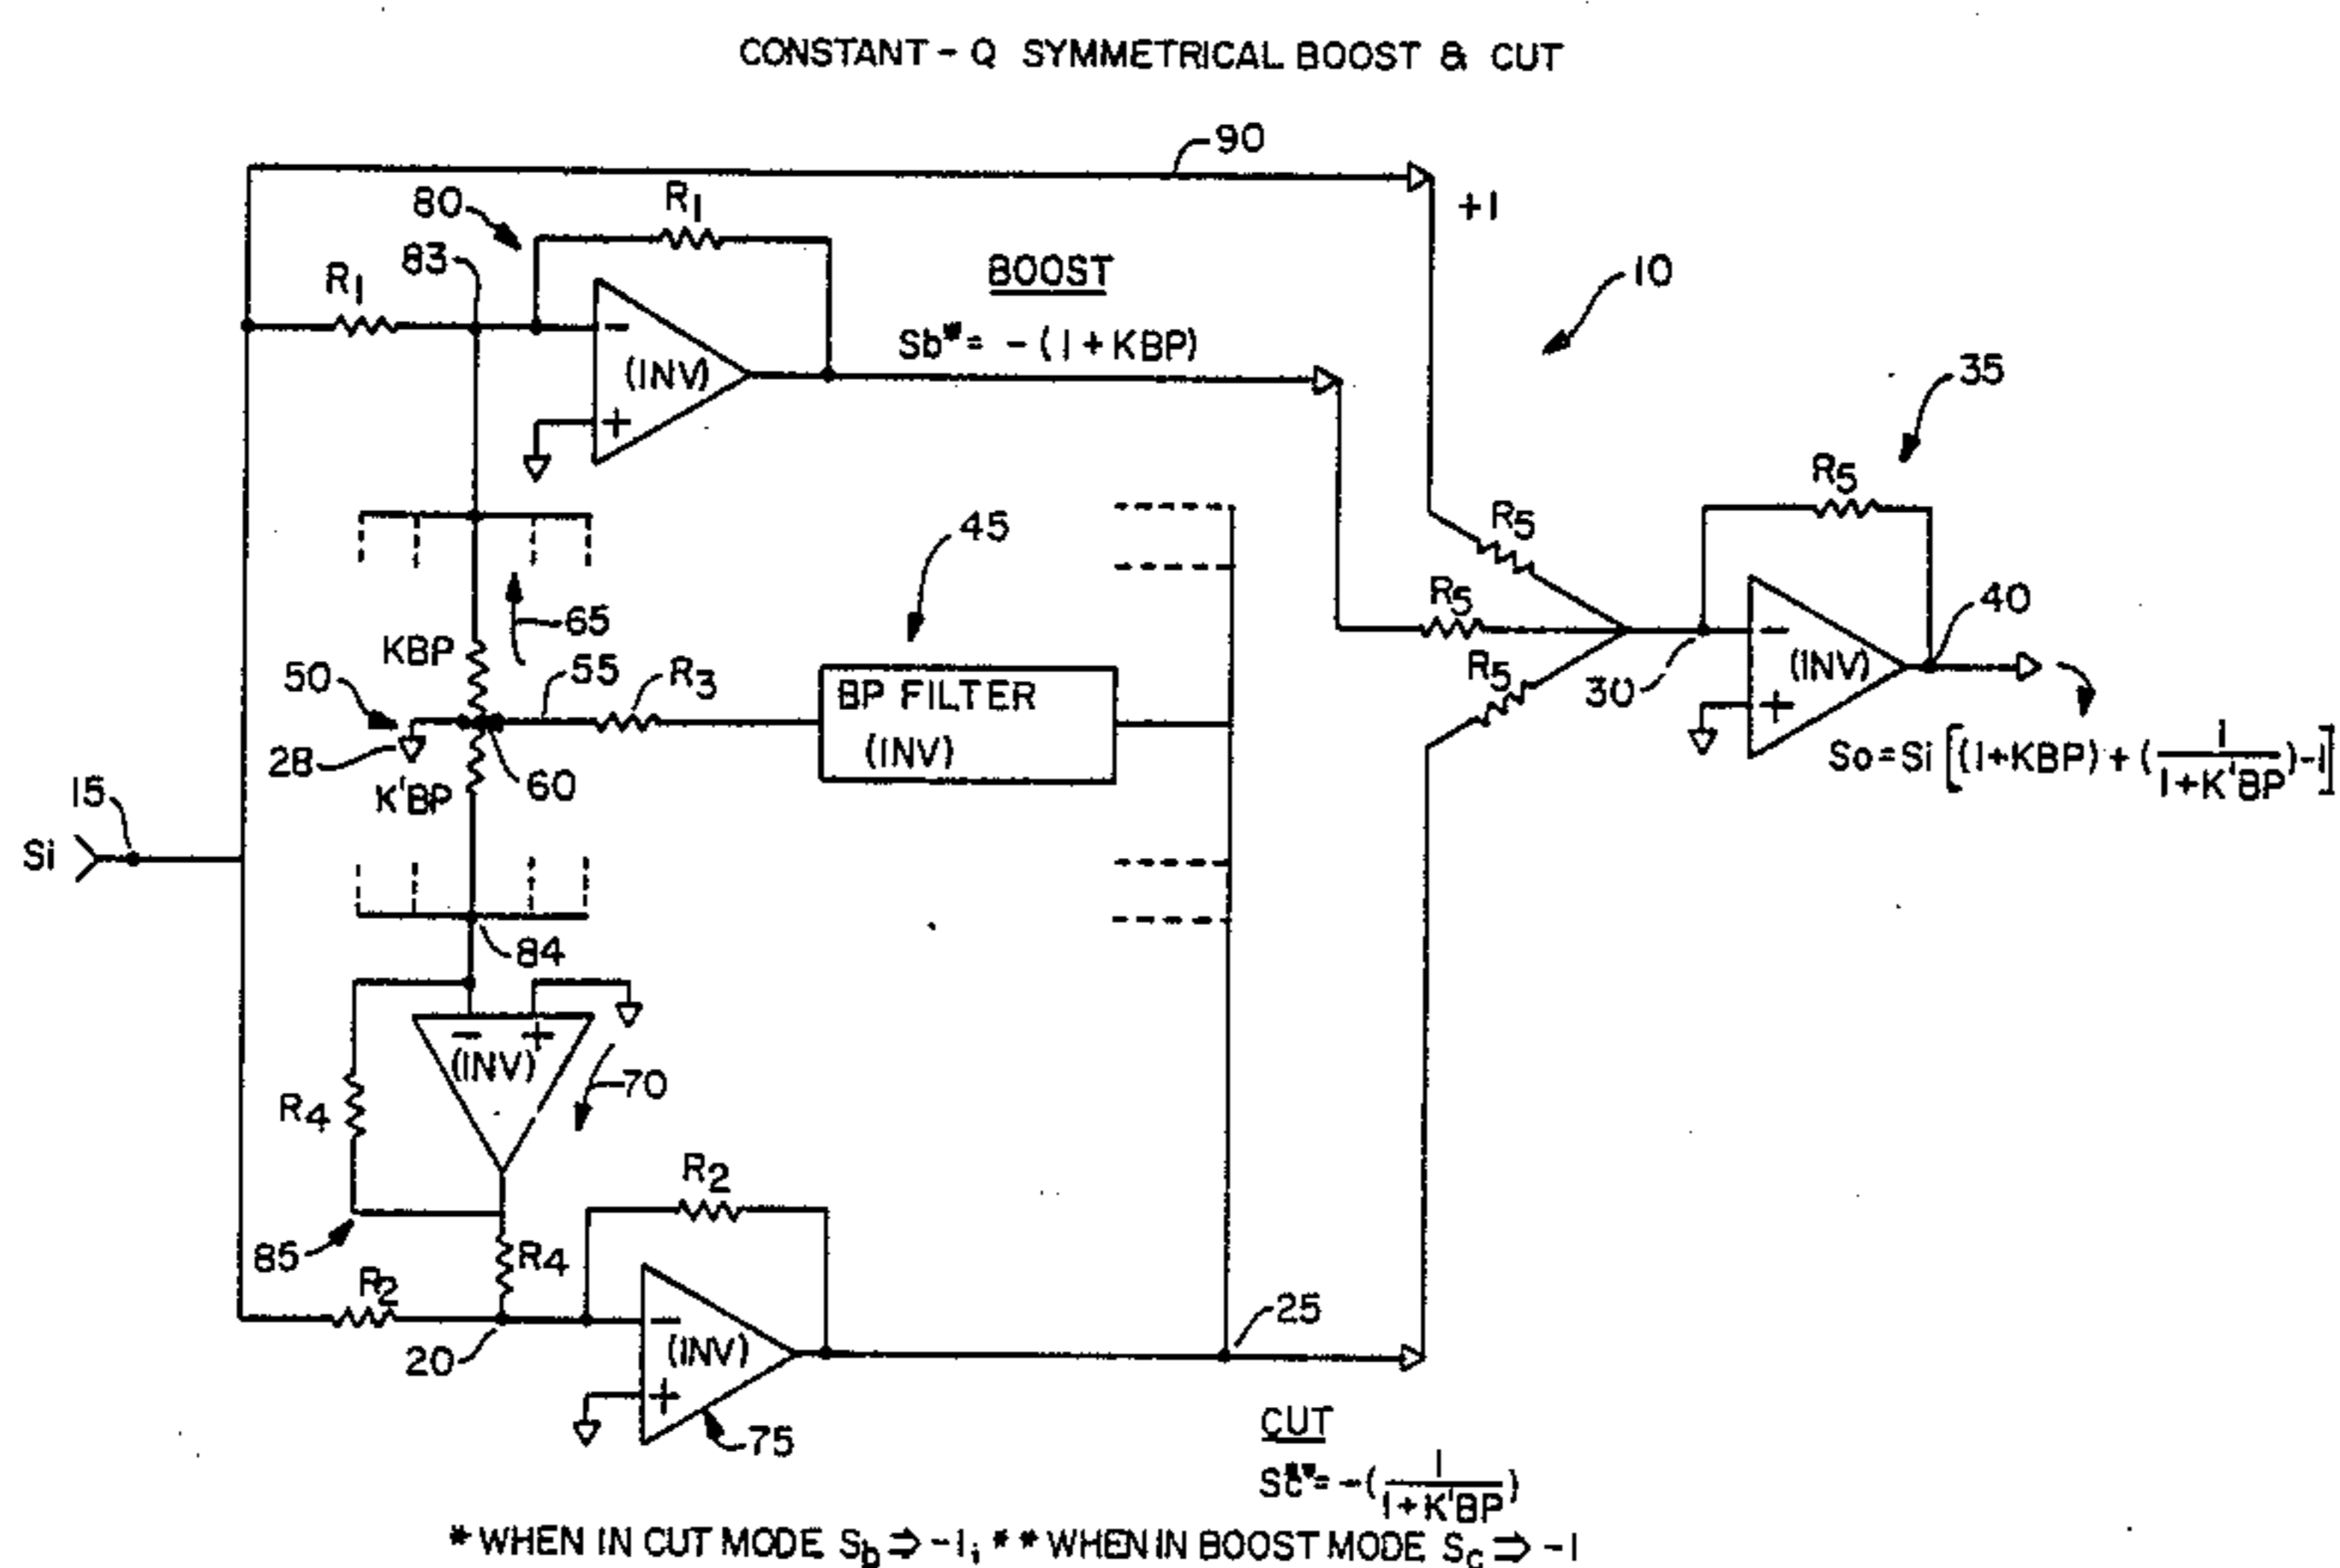 CONSTANT - Q SYMMETRICAL BOOST & CUT
90
+1
80
R1
83
R1
BOOST
10
Sb* = - (1 + KBP)
(INV)
-
+
35
R5
45
R5
65
KBP
55
R3
R5
40
50
BP FILTER
(INV)
R5
30
(INV)
-
+
28
60
K'BP
So = Si [(1+KBP) + (1/(1+K'BP)) - 1]
15
Si
84
- +
(INV)
70
R4
R2
85
R4
R2
25
20
(INV)
-
+
75
CUT
Sc** = - (1/(1 + K'BP))
* WHEN IN CUT MODE Sb ⇒ -1, * * WHEN IN BOOST MODE Sc ⇒ -1